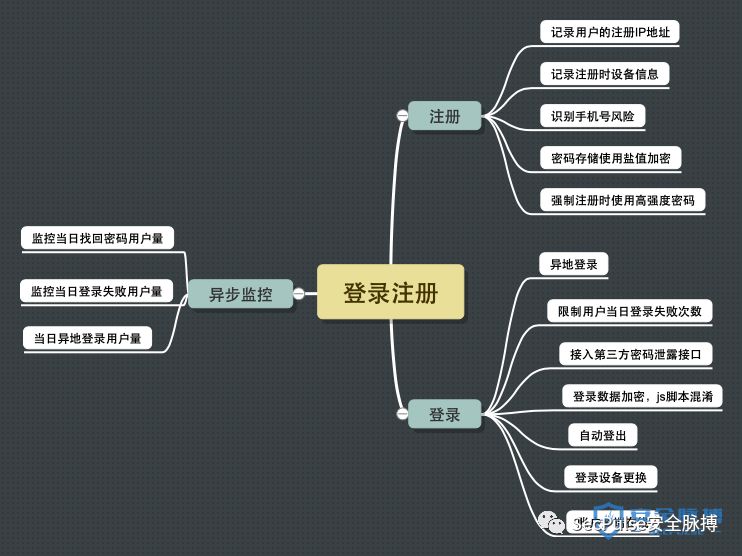 记录用户的注册IP地址
记录注册时设备信息
注册
识别手机号风险
密码存储使用盐值加密
强制注册时使用高强度密码
监控当日找回密码用户量
监控当日登录失败用户量
当日异地登录用户量
异步监控
登录注册
异地登录
限制用户当日登录失败次数
接入第三方密码泄露接口
登录数据加密，js脚本混淆
登录
自动登出
登录设备更换
SecPulse安全脉搏
安全脉搏